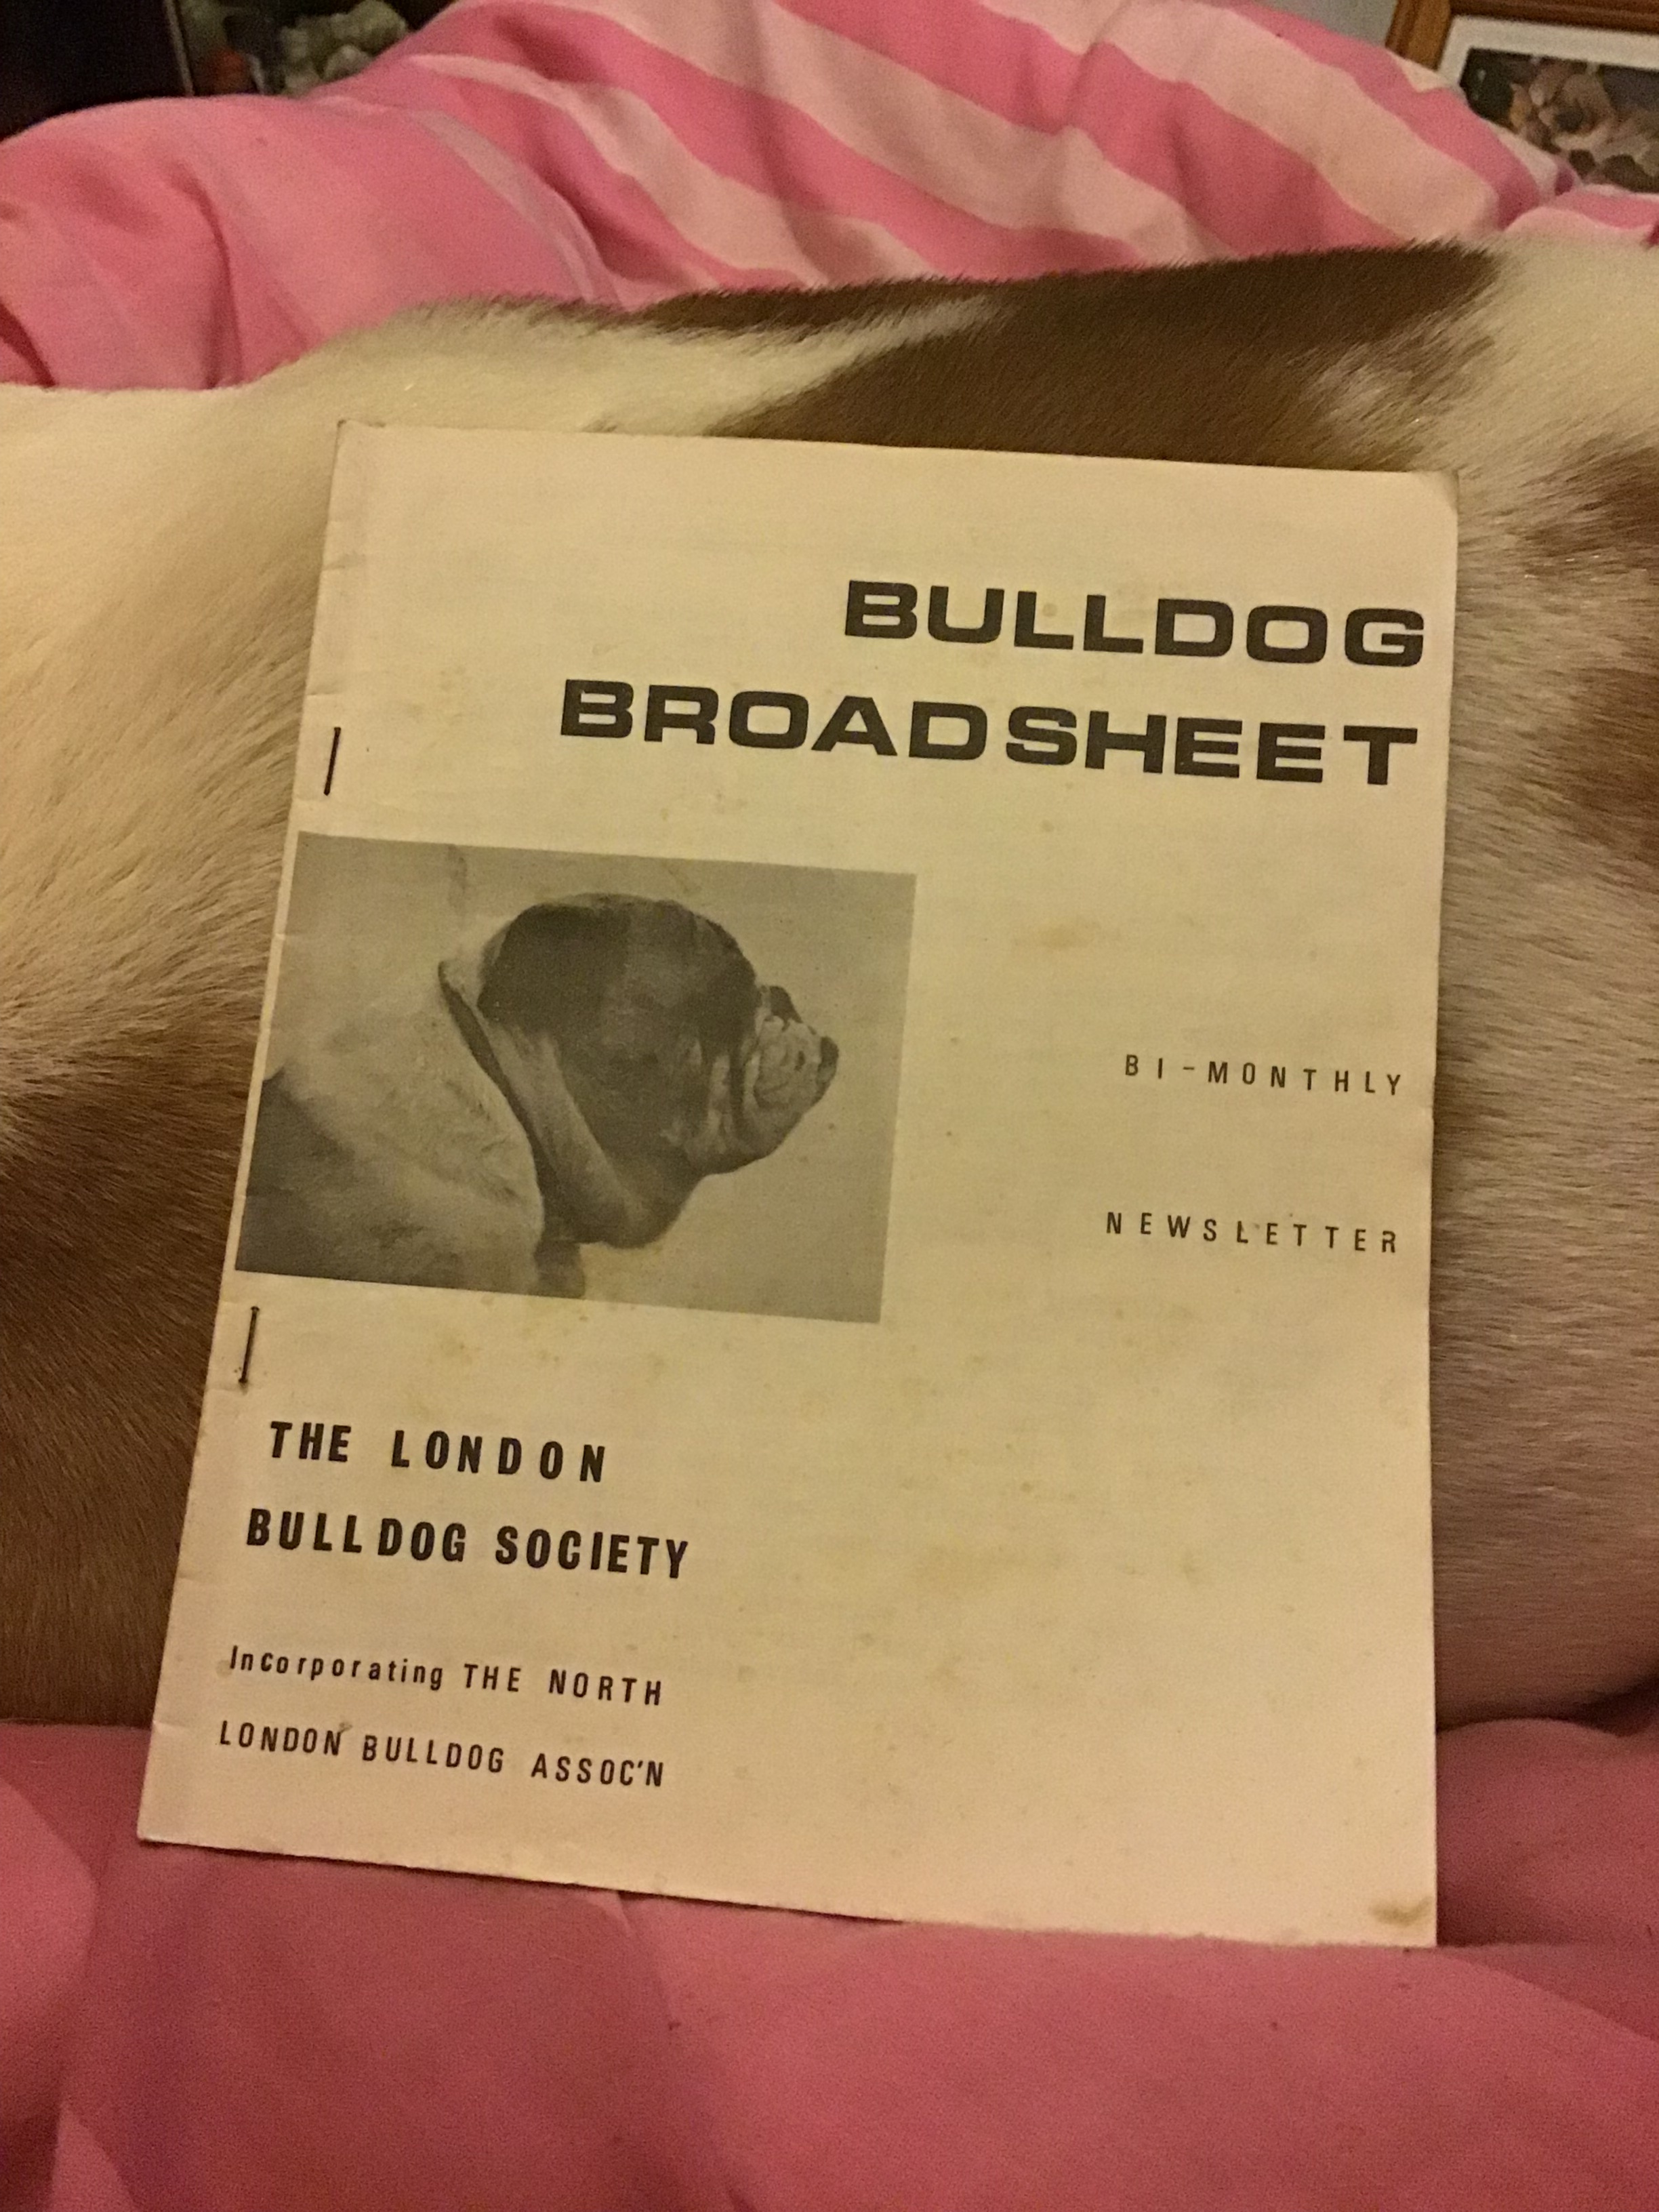 BULLDOG
BROADSHEET
BI-MONTHLY
NEWSLETTER
THE LONDON
BULLDOG SOCIETY
Incorporating THE NORTH
LONDON BULLDOG ASSOC'N